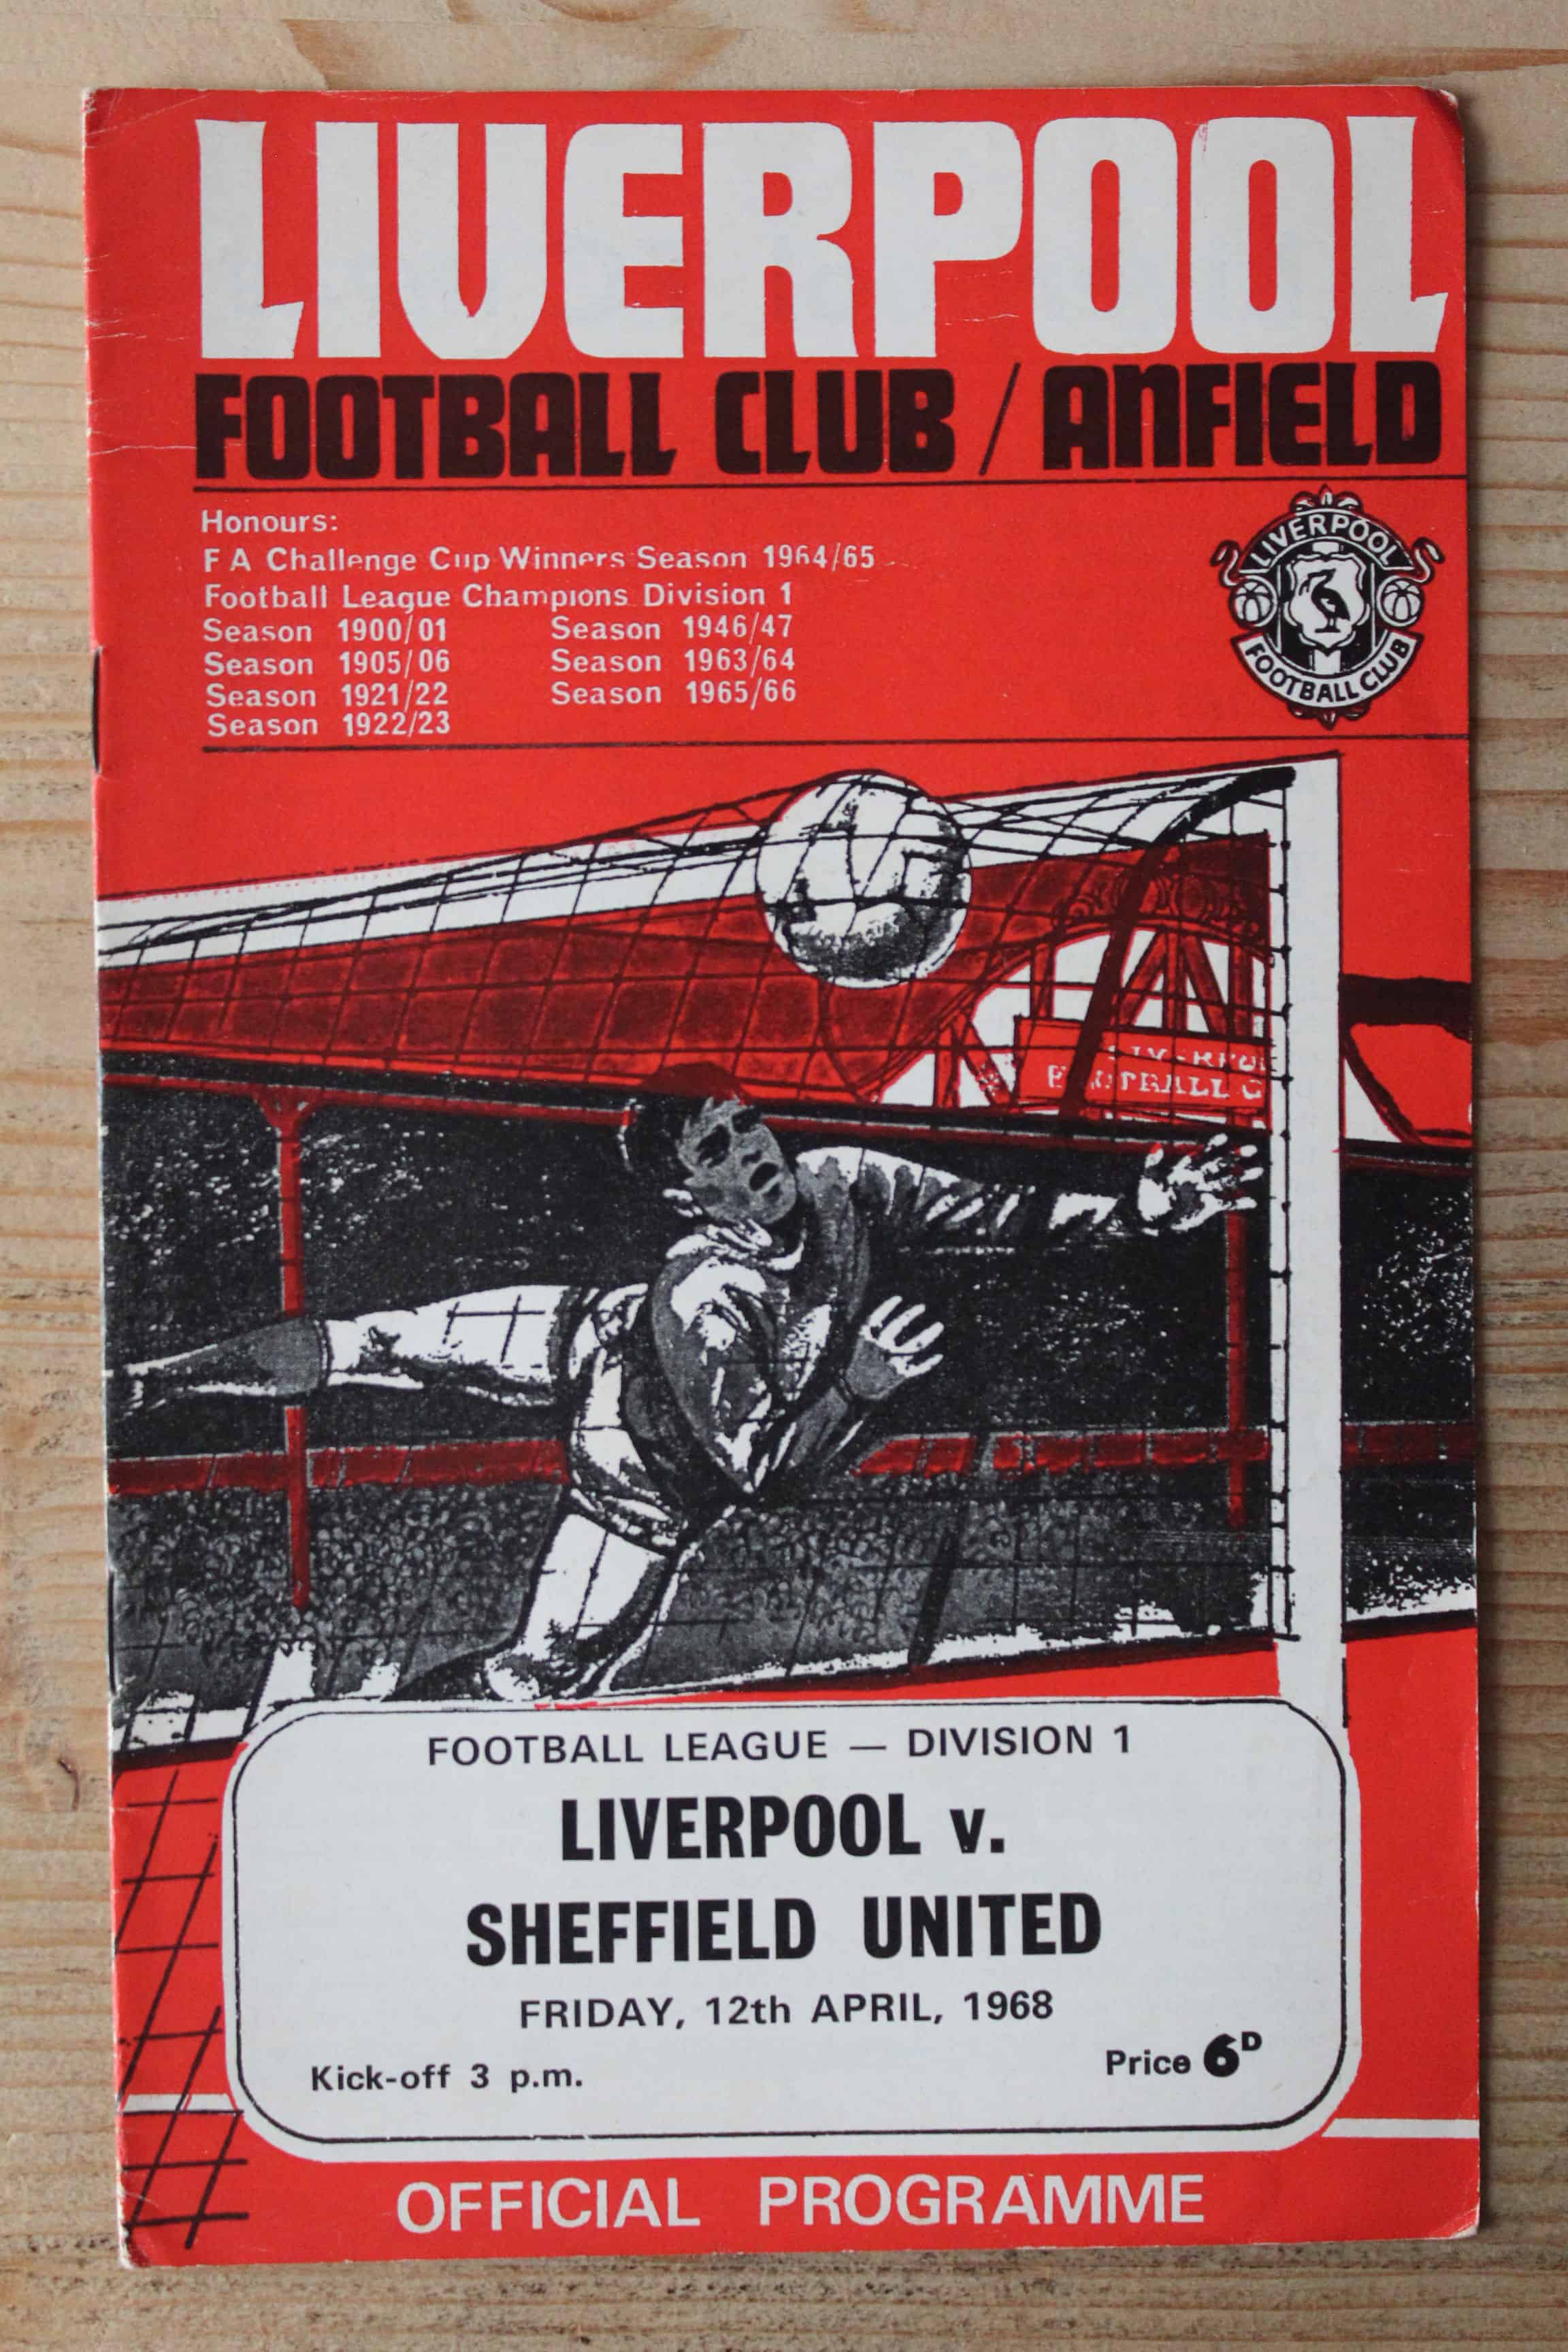 LIVERPOOL
FOOTBALL CLUB / ANFIELD
Honours:
F A Challenge Cup Winners Season 1964/65
Football League Champions Division 1
Season 1900/01 Season 1946/47
Season 1905/06 Season 1963/64
Season 1921/22 Season 1965/66
Season 1922/23
LIVERPOOL
FOOTBALL CLUB
LIVERPOOL
FOOTBALL C
FOOTBALL LEAGUE — DIVISION 1
LIVERPOOL v.
SHEFFIELD UNITED
FRIDAY, 12th APRIL, 1968
Kick-off 3 p.m. Price 6D
OFFICIAL PROGRAMME